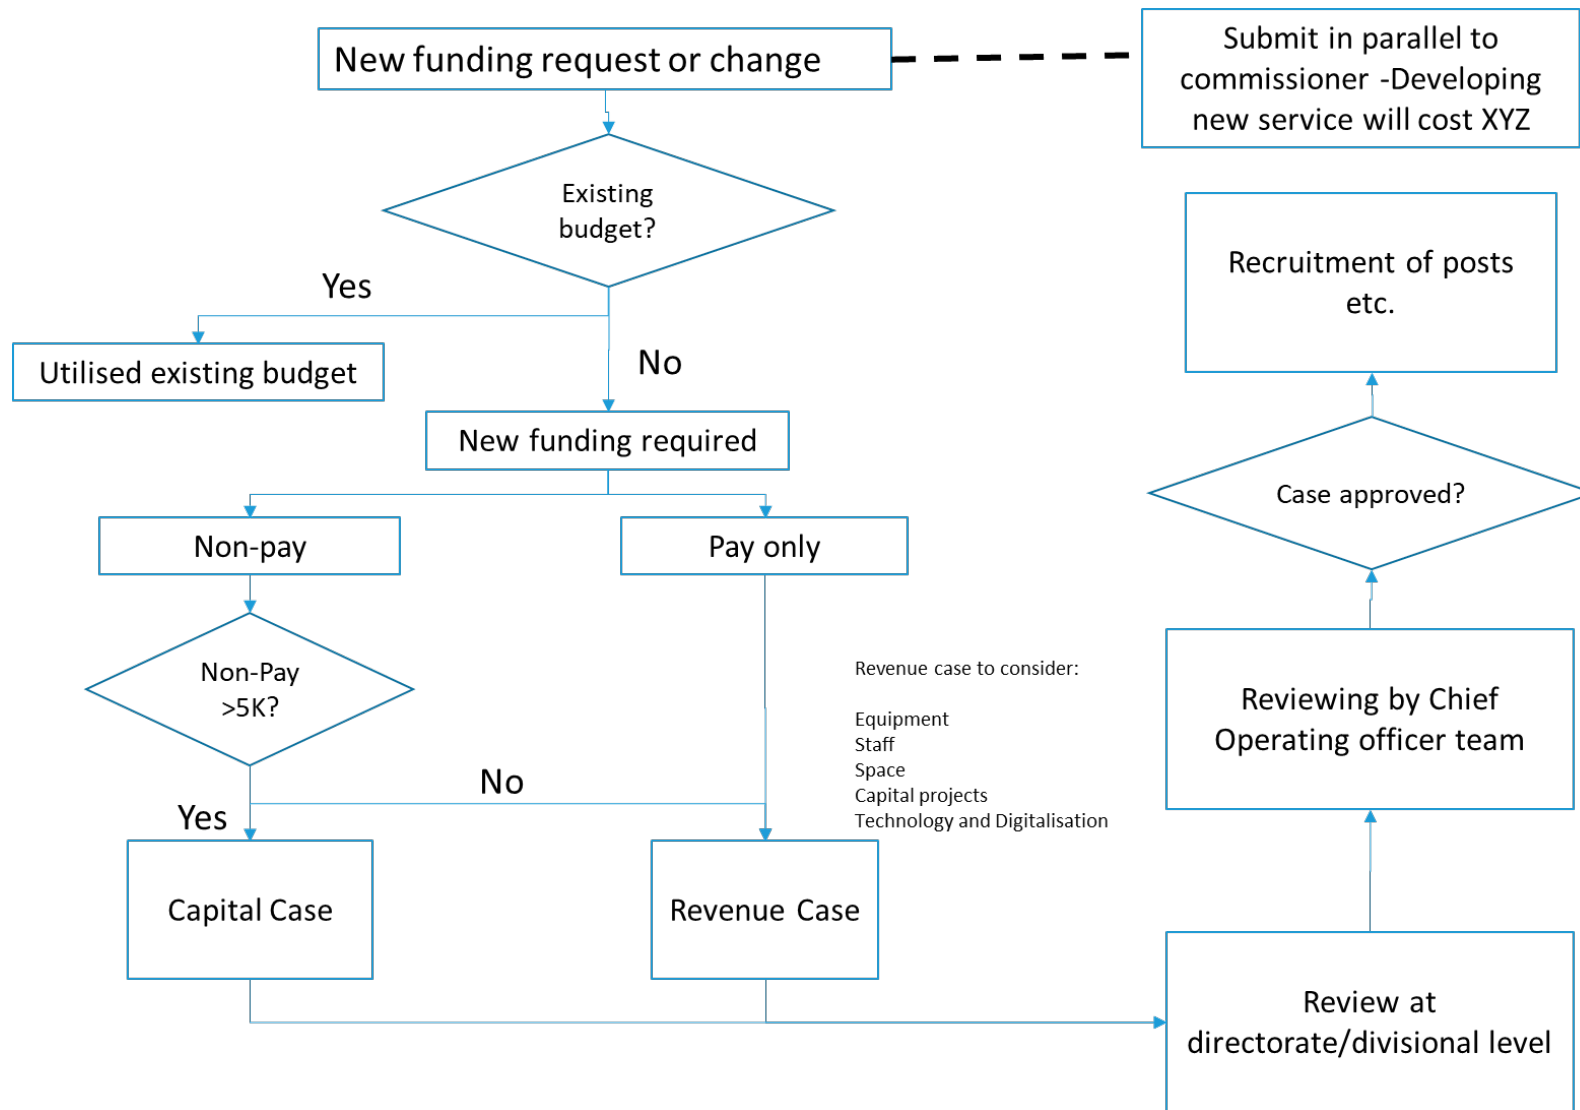 New funding request or change
Submit in parallel to
commissioner -Developing
new service will cost XYZ
Existing
budget?
Yes
Utilised existing budget
No
New funding required
Non-pay
Pay only
Non-Pay
>5K?
No
Yes
Capital Case
Revenue Case
Revenue case to consider:
Equipment
Staff
Space
Capital projects
Technology and Digitalisation
Review at
directorate/divisional level
Reviewing by Chief
Operating officer team
Case approved?
Recruitment of posts
etc.